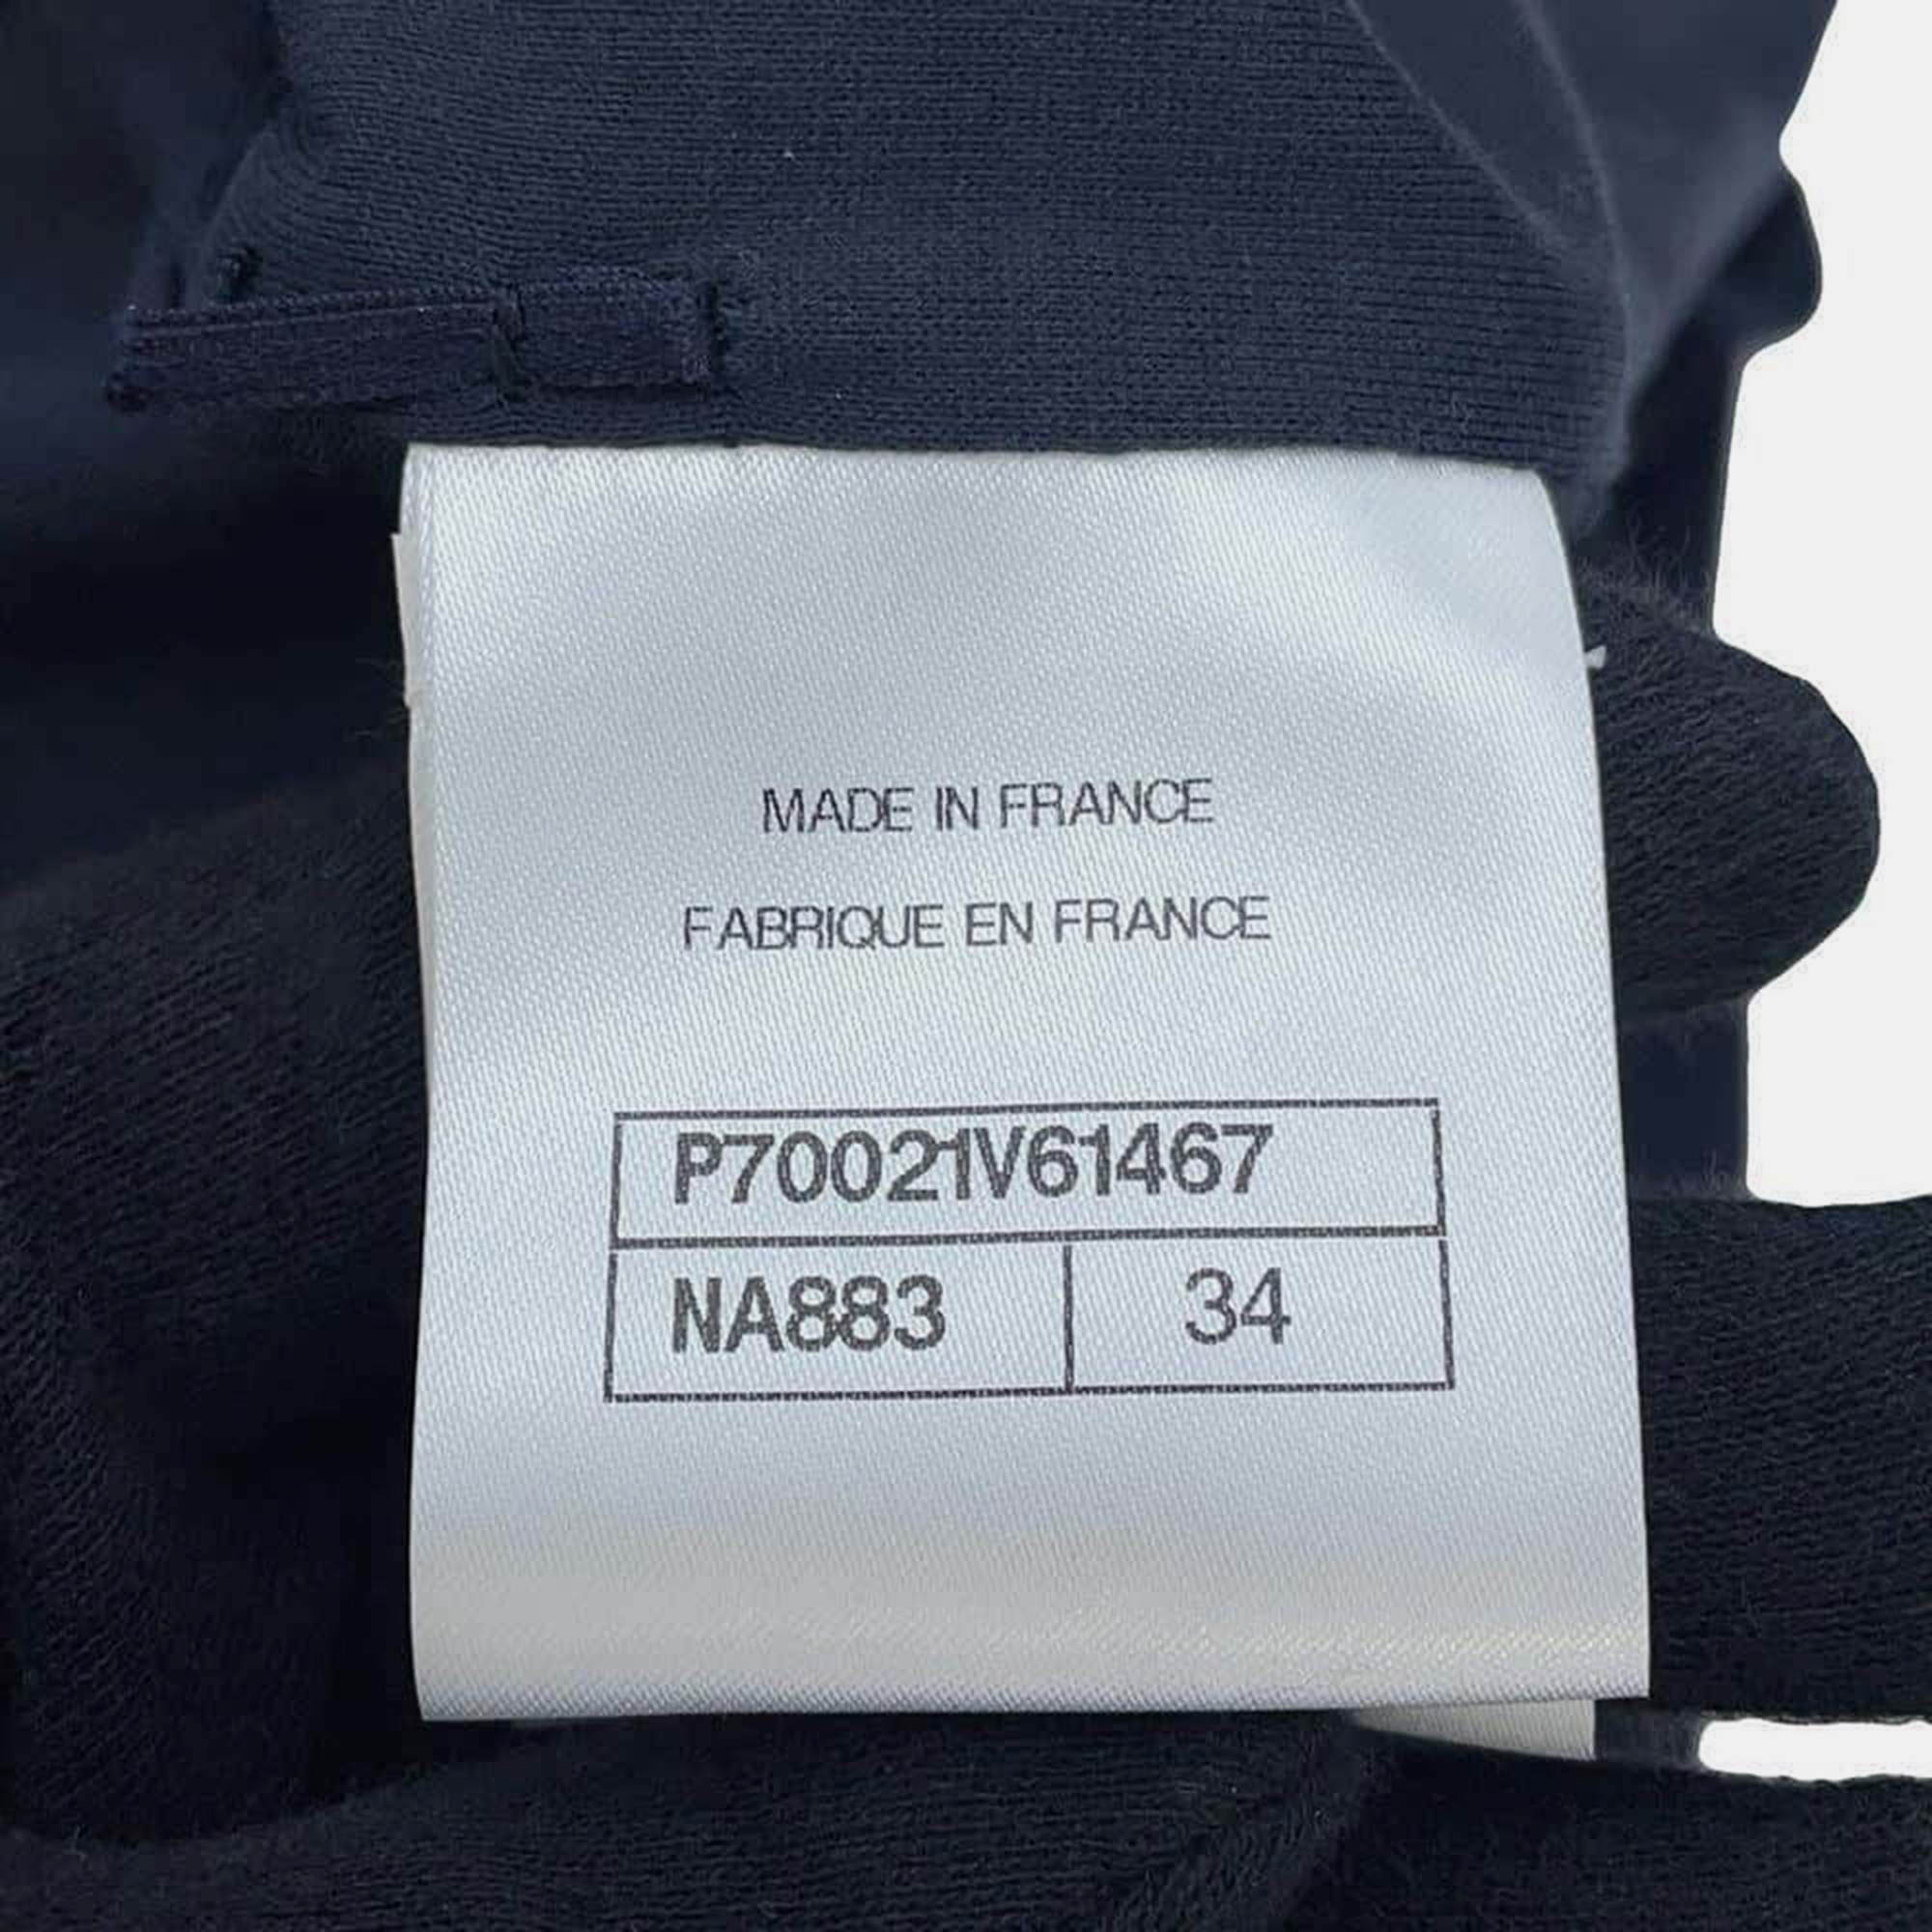 MADE IN FRANCE
FABRIQUE EN FRANCE
P70021V61467
NA883 34